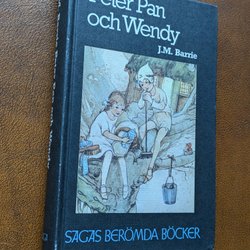 Peter Pan
och Wendy
J.M. Barrie
SAGAS BERÖMDA BÖCKER